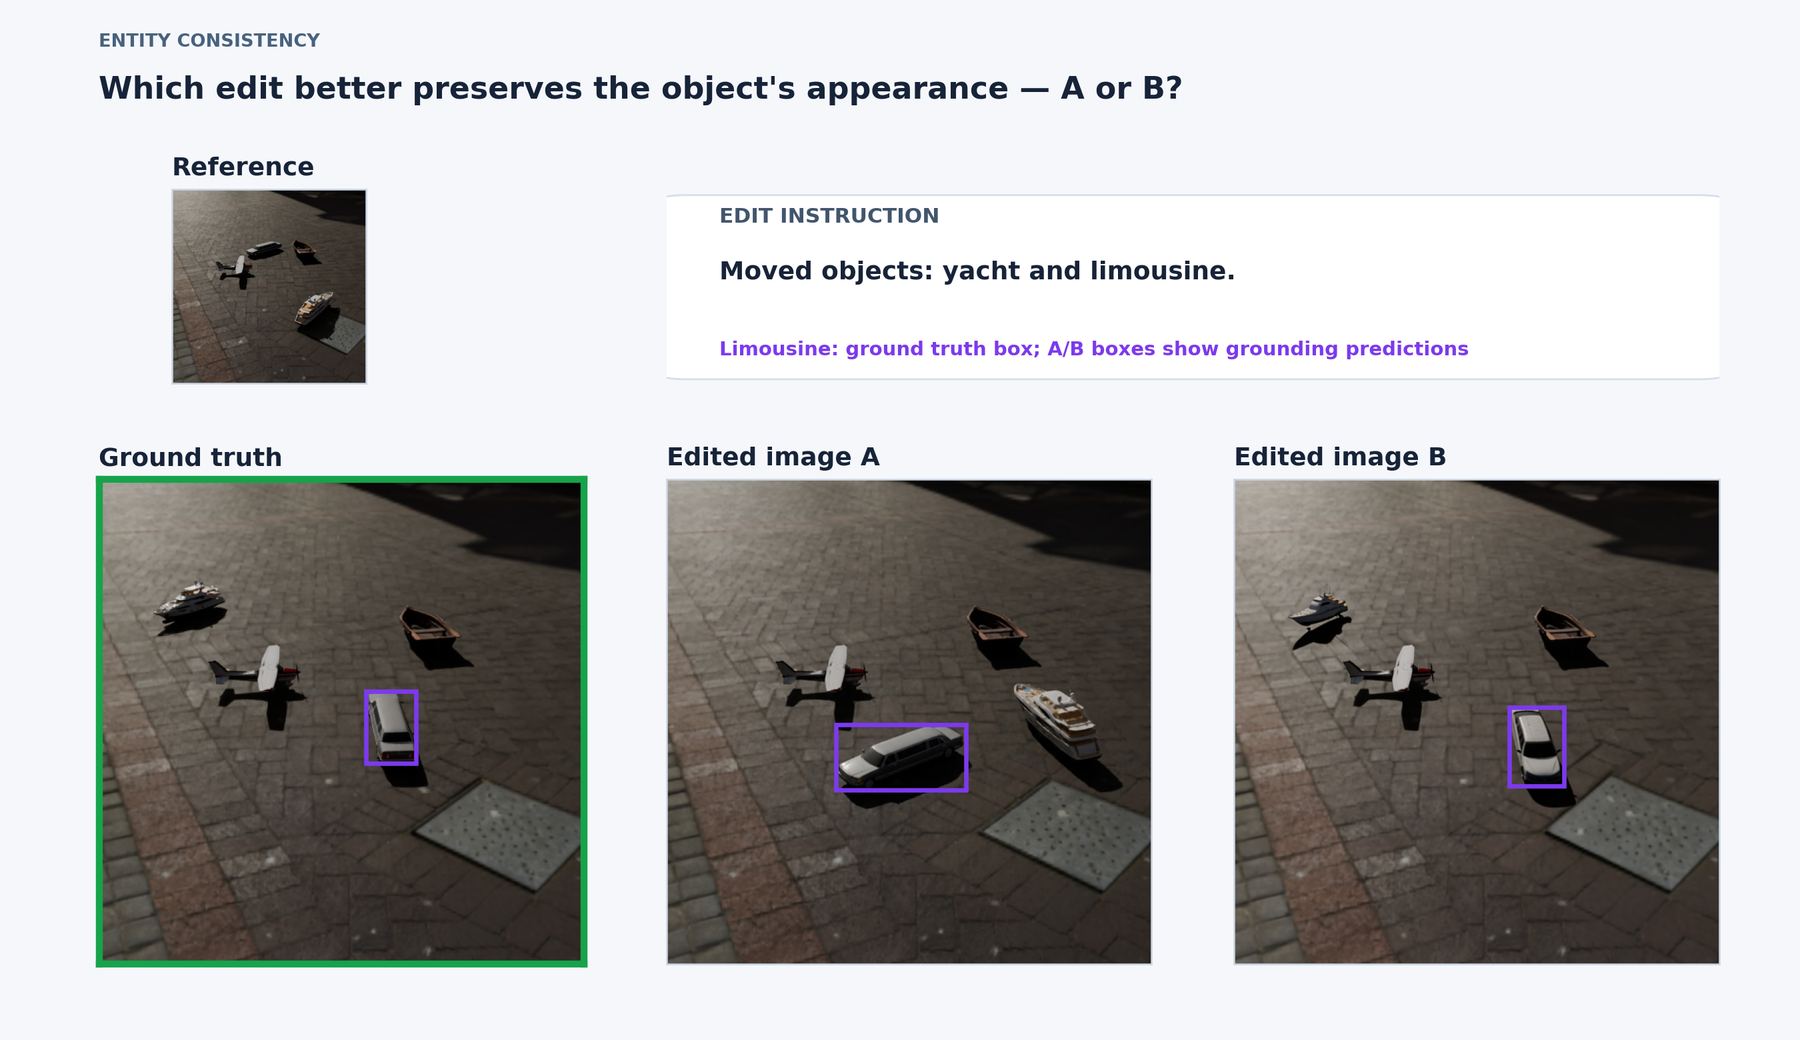 ENTITY CONSISTENCY
Which edit better preserves the object's appearance — A or B?
Reference
EDIT INSTRUCTION
Moved objects: yacht and limousine.
Limousine: ground truth box; A/B boxes show grounding predictions
Ground truth
Edited image A
Edited image B